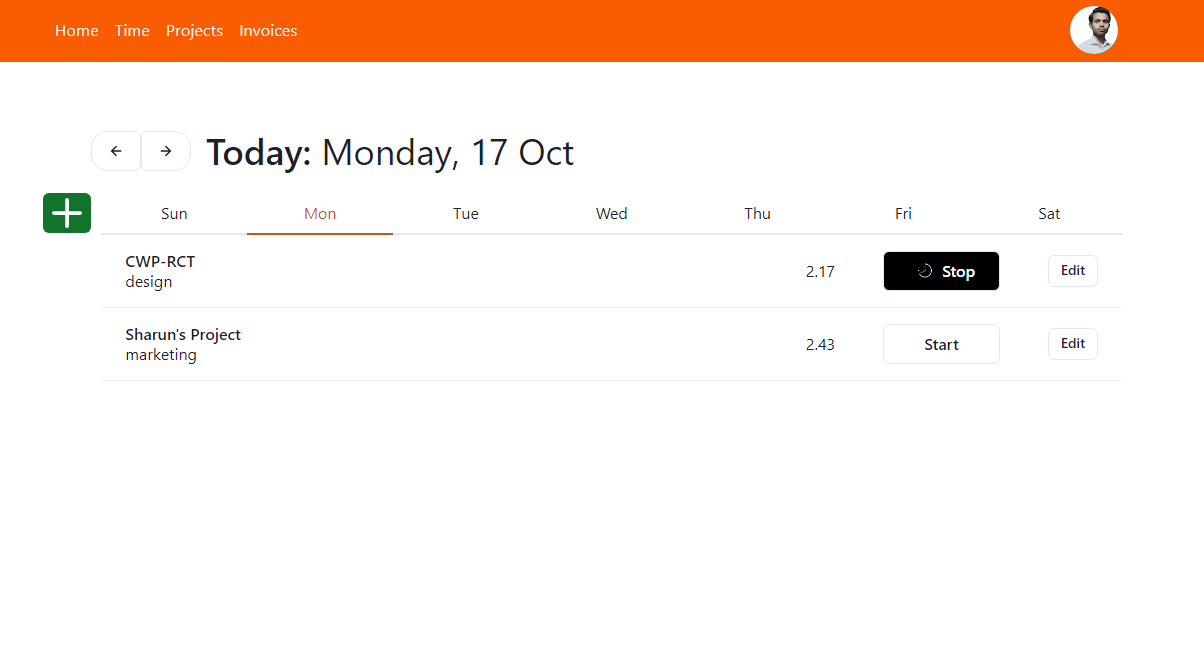 Home Time Projects Invoices
Today: Monday, 17 Oct
Sun Mon Tue Wed Thu Fri Sat
CWP-RCT
design
2.17 Stop Edit
Sharun's Project
marketing
2.43 Start Edit